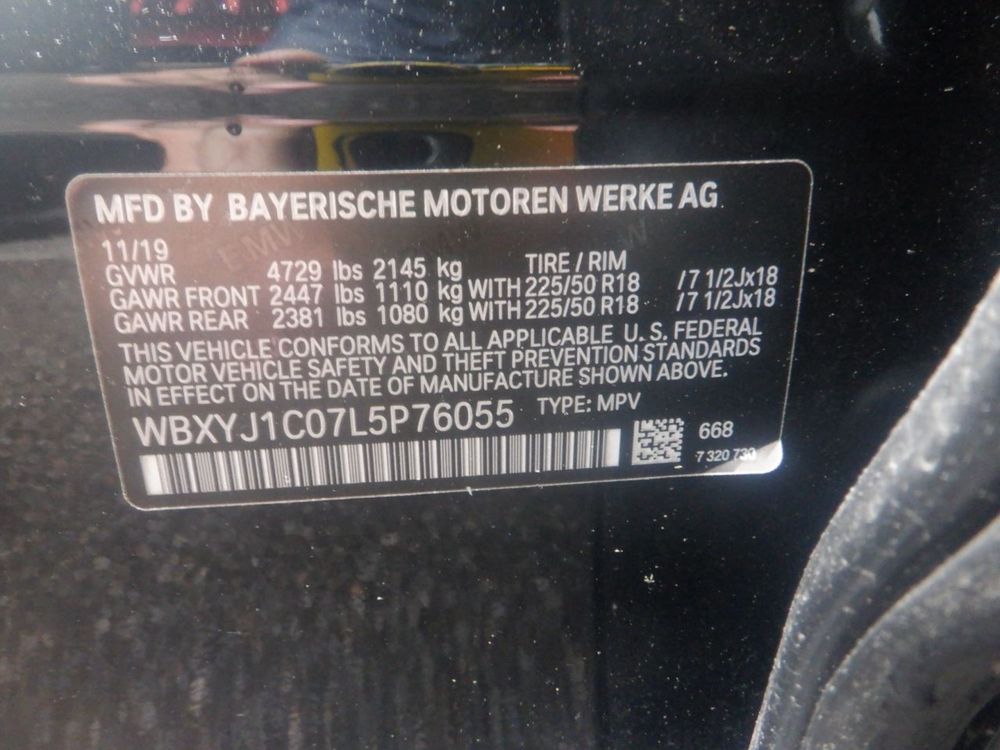 MFD BY BAYERISCHE MOTOREN WERKE AG
11/19 TIRE / RIM
GVWR 4729 lbs 2145 kg
GAWR FRONT 2447 lbs 1110 kg WITH 225/50 R18 /7 1/2Jx18
GAWR REAR 2381 lbs 1080 kg WITH 225/50 R18 /7 1/2Jx18
THIS VEHICLE CONFORMS TO ALL APPLICABLE U.S. FEDERAL
MOTOR VEHICLE SAFETY AND THEFT PREVENTION STANDARDS
IN EFFECT ON THE DATE OF MANUFACTURE SHOWN ABOVE.
WBXYJ1C07L5P76055 TYPE: MPV
668
7 320 730